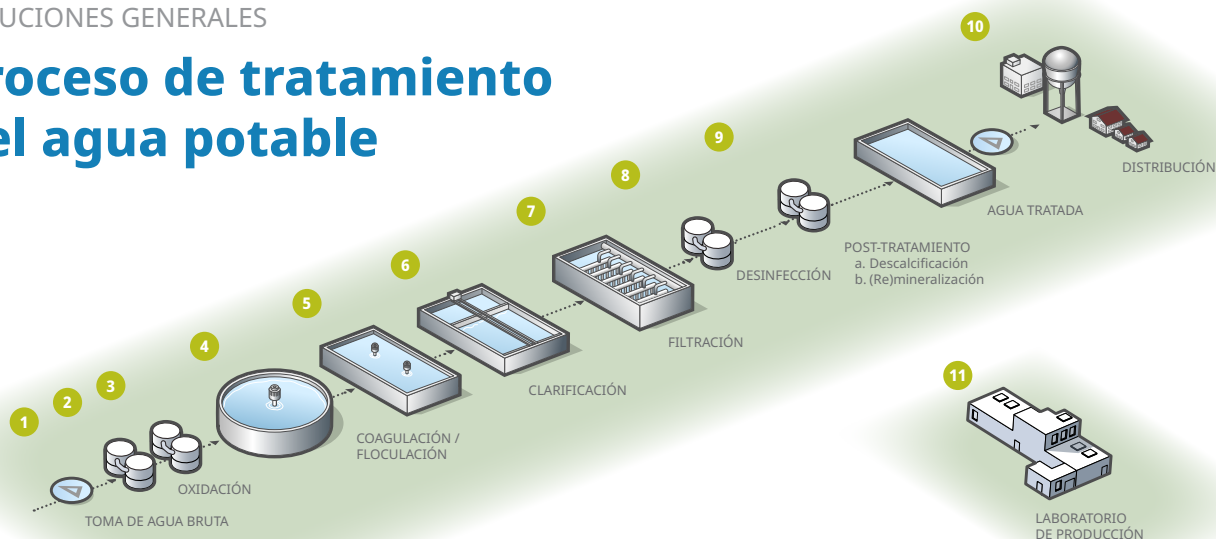 UCIONES GENERALES
roceso de tratamiento
el agua potable
10
9
8
7
6
5
4
3
2
1
DISTRIBUCIÓN
AGUA TRATADA
POST-TRATAMIENTO
a. Descalcificación
b. (Re)mineralización
DESINFECCIÓN
FILTRACIÓN
CLARIFICACIÓN
COAGULACIÓN /
FLOCULACIÓN
OXIDACIÓN
TOMA DE AGUA BRUTA
11
LABORATORIO
DE PRODUCCIÓN